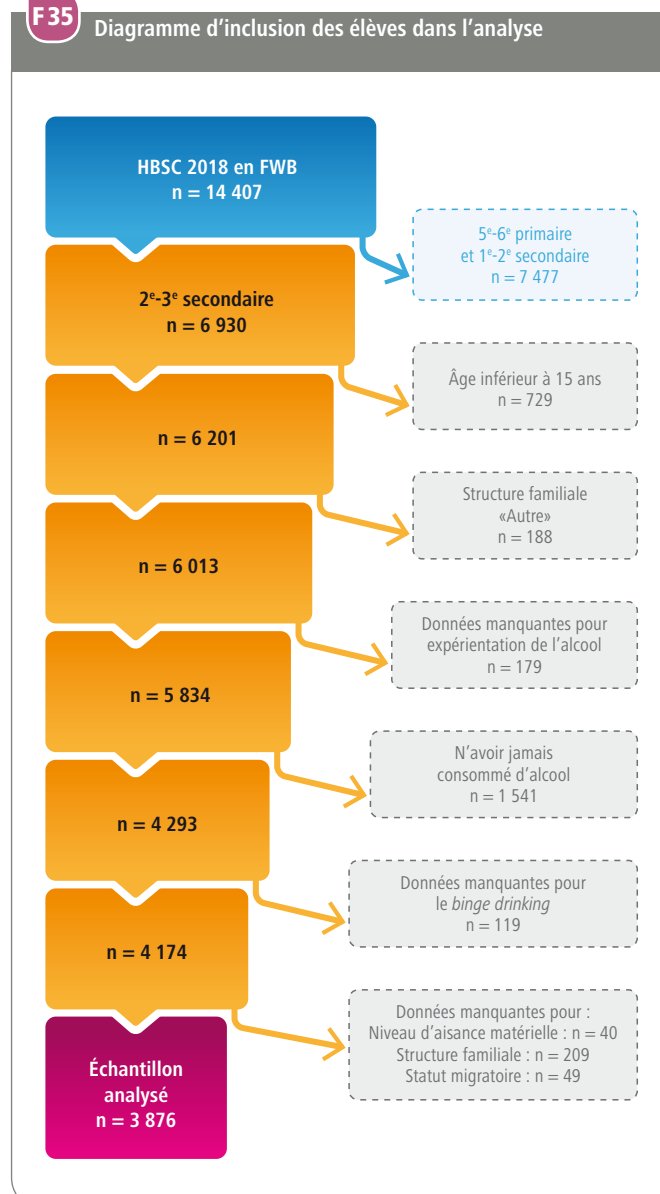 F 35
Diagramme d'inclusion des élèves dans l'analyse
HBSC 2018 en FWB
n = 14 407
5e-6e primaire
et 1e-2e secondaire
n = 7 477
2e-3e secondaire
n = 6 930
Âge inférieur à 15 ans
n = 729
n = 6 201
Structure familiale
«Autre»
n = 188
n = 6 013
Données manquantes pour
expérientation de l'alcool
n = 179
n = 5 834
N'avoir jamais
consommé d'alcool
n = 1 541
n = 4 293
Données manquantes pour
le binge drinking
n = 119
n = 4 174
Données manquantes pour :
Niveau d'aisance matérielle : n = 40
Structure familiale : n = 209
Statut migratoire : n = 49
Échantillon
analysé
n = 3 876